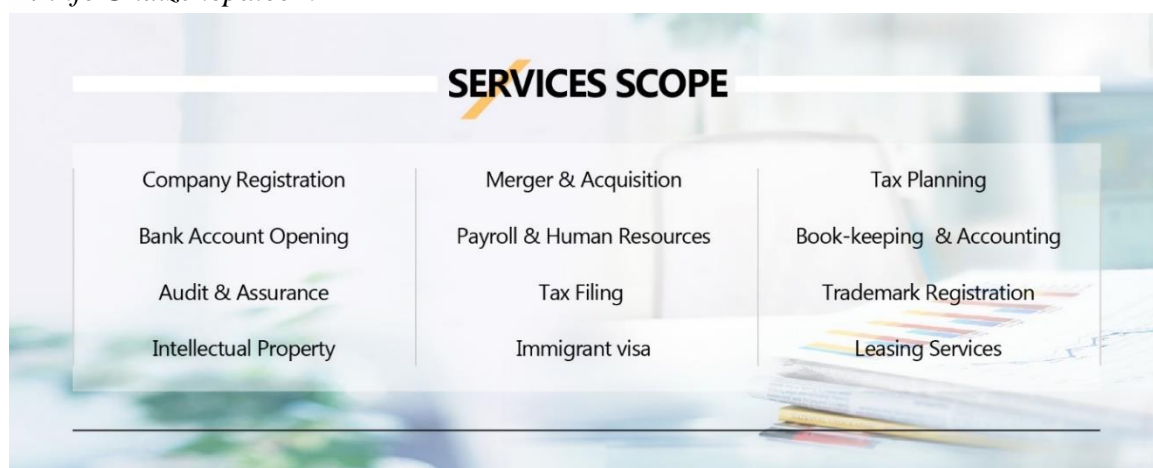 SERVICES SCOPE
Company Registration
Merger & Acquisition
Tax Planning
Bank Account Opening
Payroll & Human Resources
Book-keeping & Accounting
Audit & Assurance
Tax Filing
Trademark Registration
Intellectual Property
Immigrant visa
Leasing Services